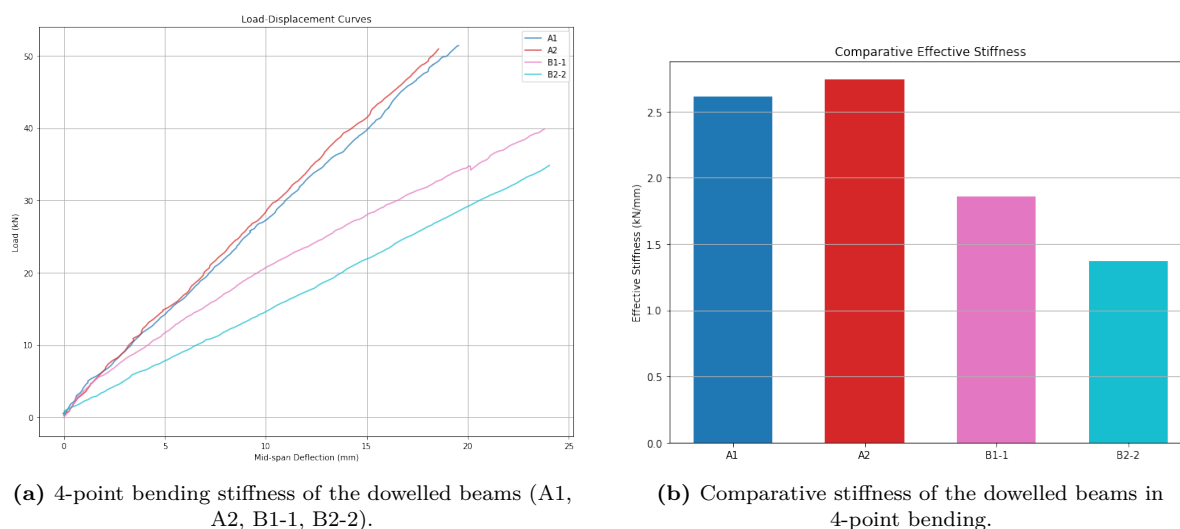 Load-Displacement Curves
A1
A2
B1-1
B2-2
50
40
30
20
10
0
Load (kN)
0
5
10
15
20
25
Mid-span Deflection (mm)
(a) 4-point bending stiffness of the dowelled beams (A1,
A2, B1-1, B2-2).
Comparative Effective Stiffness
2.5
2.0
1.5
1.0
0.5
0.0
Effective Stiffness (kN/mm)
A1
A2
B1-1
B2-2
(b) Comparative stiffness of the dowelled beams in
4-point bending.